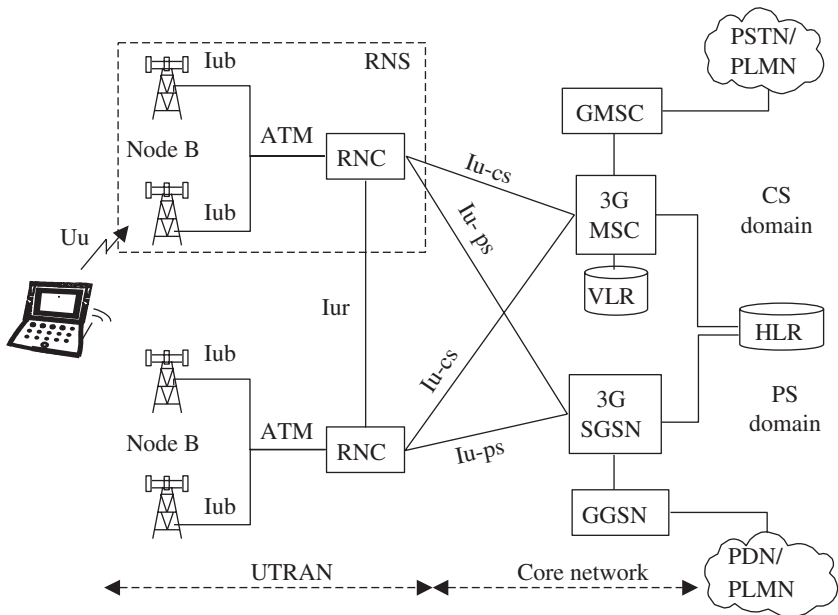 PSTN/
PLMN
Iub
RNS
GMSC
ATM
Node B
RNC
Iu-cs
3G
MSC
CS
domain
Iub
Iu- ps
Uu
VLR
Iur
HLR
Iub
Iu-cs
PS
domain
3G
SGSN
ATM
Node B
RNC
Iu-ps
Iub
GGSN
PDN/
PLMN
UTRAN
Core network